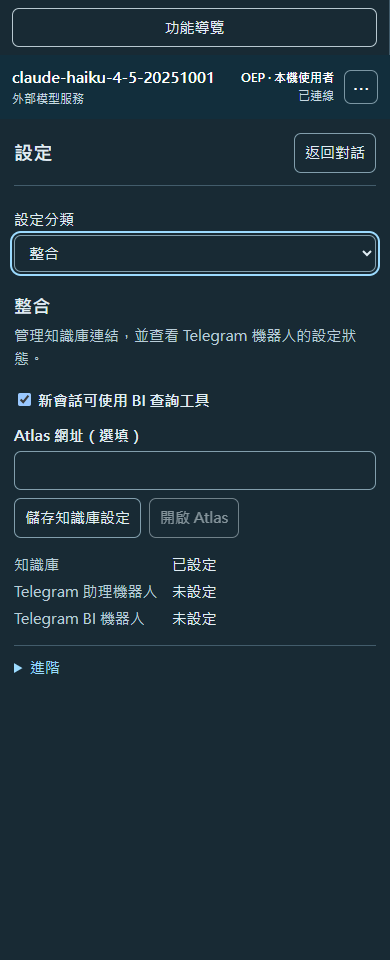 功能導覽
claude-haiku-4-5-20251001
OEP · 本機使用者
外部模型服務
已連線
...
設定
返回對話
設定分類
整合
整合
管理知識庫連結，並查看 Telegram 機器人的設定狀
態。
新會話可使用 BI 查詢工具
Atlas 網址（選填）
儲存知識庫設定
開啟 Atlas
知識庫 已設定
Telegram 助理機器人 未設定
Telegram BI 機器人 未設定
進階